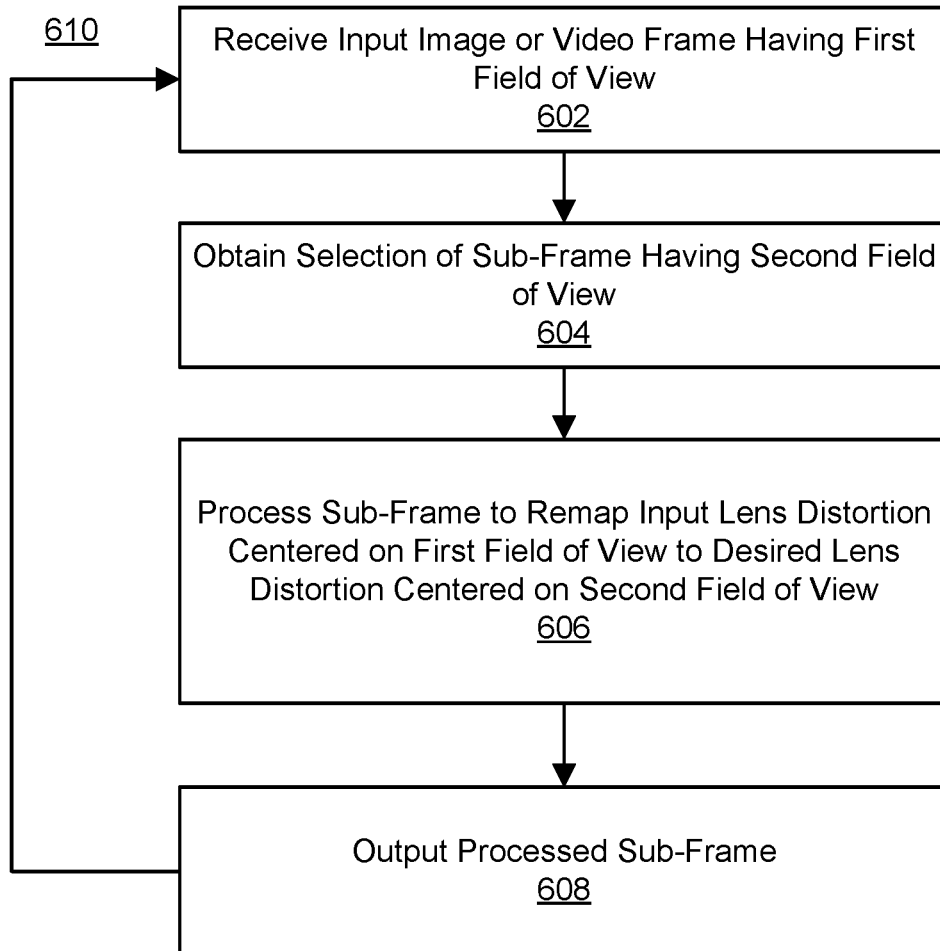 610
Receive Input Image or Video Frame Having First
Field of View
602
Obtain Selection of Sub-Frame Having Second Field
of View
604
Process Sub-Frame to Remap Input Lens Distortion
Centered on First Field of View to Desired Lens
Distortion Centered on Second Field of View
606
Output Processed Sub-Frame
608